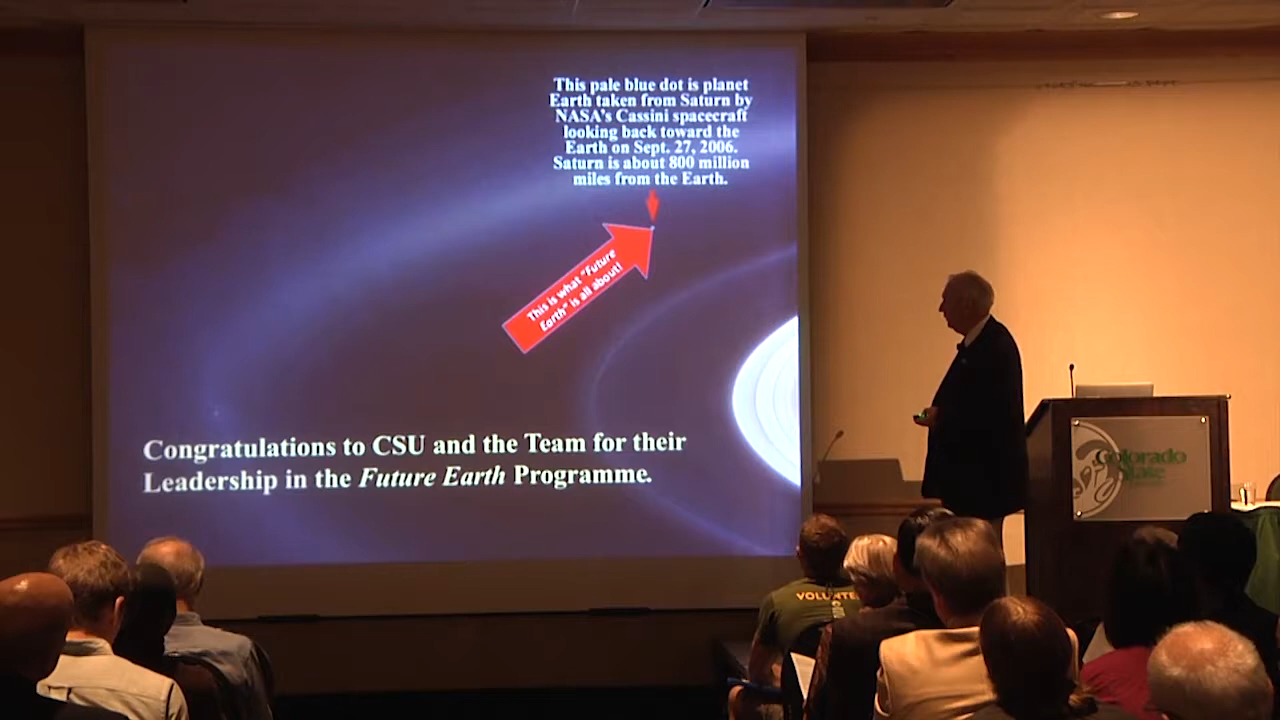 This pale blue dot is planet
Earth taken from Saturn by
NASA's Cassini spacecraft
looking back toward the
Earth on Sept. 27, 2006.
Saturn is about 800 million
miles from the Earth.
This is what "Future
Earth" is all about!
Congratulations to CSU and the Team for their
Leadership in the Future Earth Programme.
Colorado
State
VOLUNTE